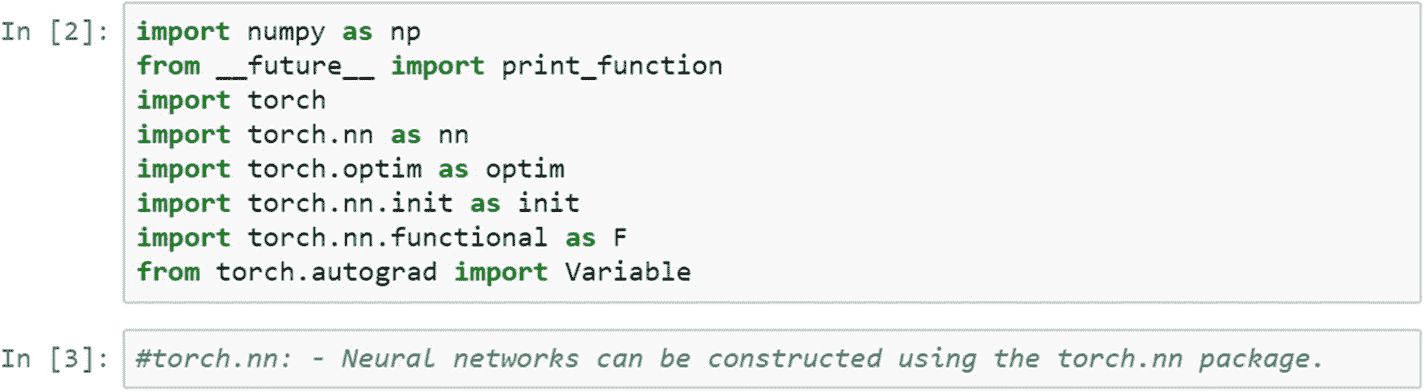 In [2]: import numpy as np
from __future__ import print_function
import torch
import torch.nn as nn
import torch.optim as optim
import torch.nn.init as init
import torch.nn.functional as F
from torch.autograd import Variable
In [3]: #torch.nn: - Neural networks can be constructed using the torch.nn package.